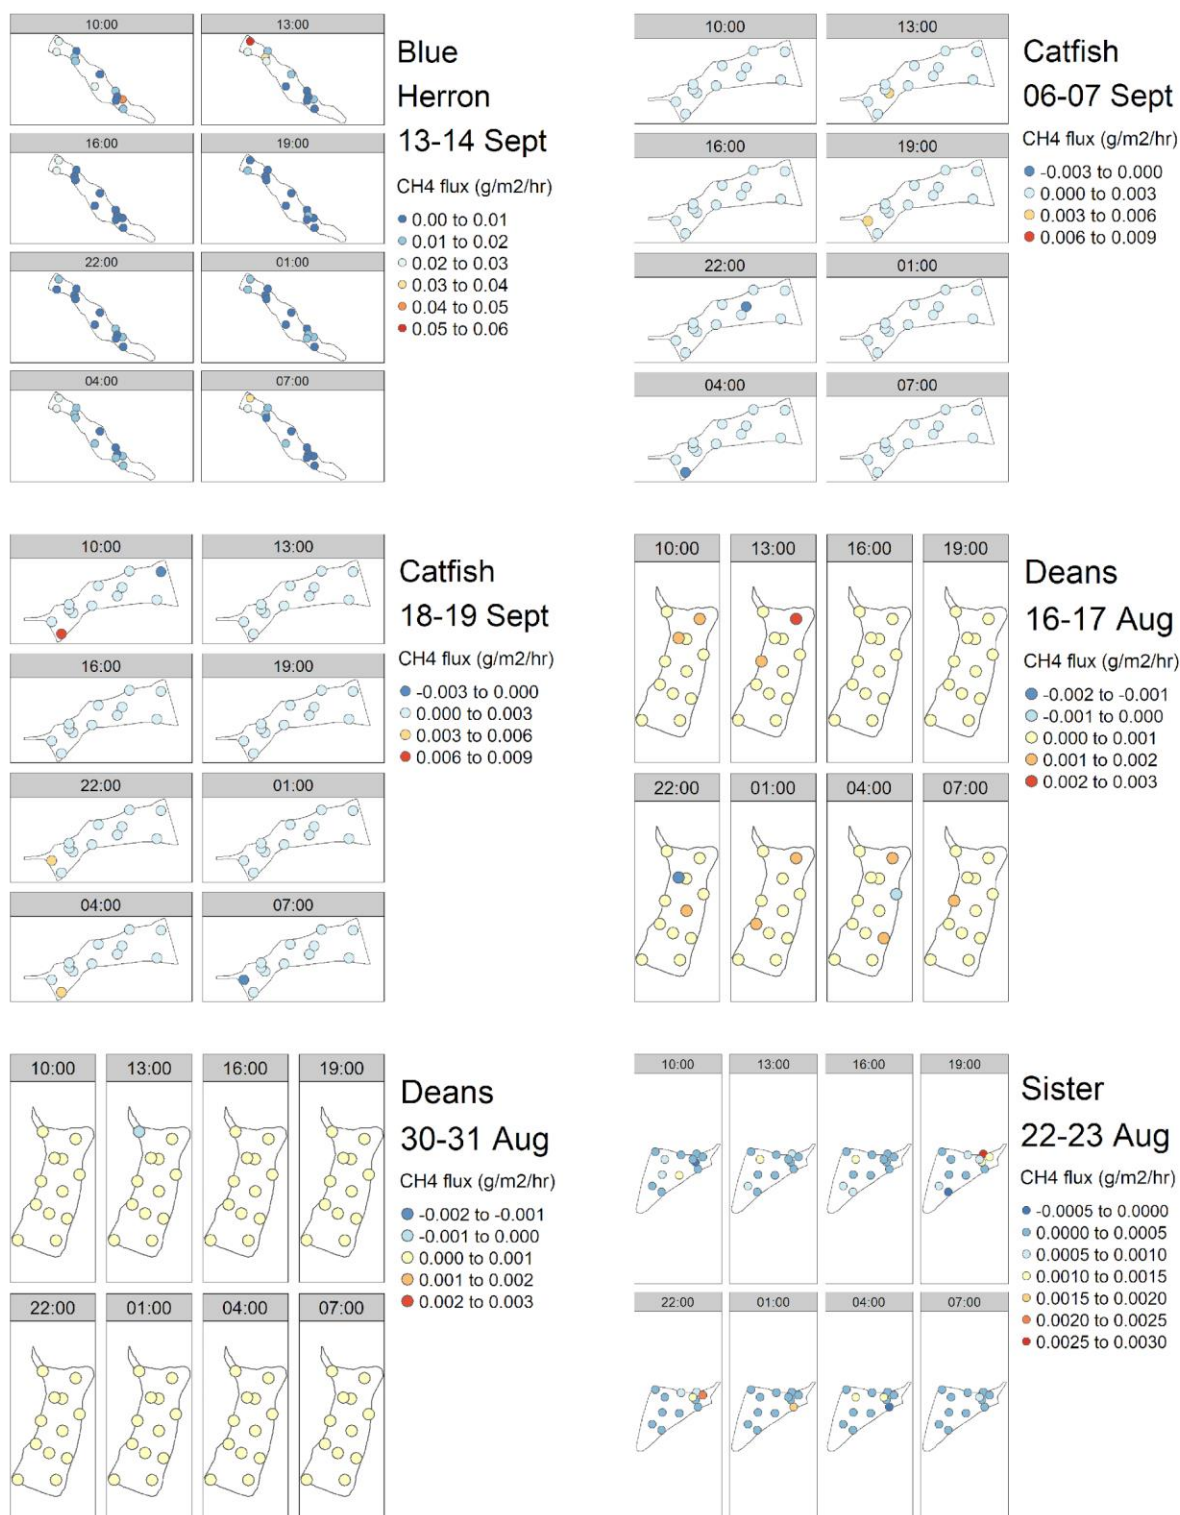 10:00
13:00
16:00
19:00
22:00
01:00
04:00
07:00
Blue
Herron
13-14 Sept
CH4 flux (g/m2/hr)
0.00 to 0.01
0.01 to 0.02
0.02 to 0.03
0.03 to 0.04
0.04 to 0.05
0.05 to 0.06
10:00
13:00
16:00
19:00
22:00
01:00
04:00
07:00
Catfish
06-07 Sept
CH4 flux (g/m2/hr)
-0.003 to 0.000
0.000 to 0.003
0.003 to 0.006
0.006 to 0.009
10:00
13:00
16:00
19:00
22:00
01:00
04:00
07:00
Catfish
18-19 Sept
CH4 flux (g/m2/hr)
-0.003 to 0.000
0.000 to 0.003
0.003 to 0.006
0.006 to 0.009
10:00
13:00
16:00
19:00
22:00
01:00
04:00
07:00
Deans
16-17 Aug
CH4 flux (g/m2/hr)
-0.002 to -0.001
-0.001 to 0.000
0.000 to 0.001
0.001 to 0.002
0.002 to 0.003
10:00
13:00
16:00
19:00
22:00
01:00
04:00
07:00
Deans
30-31 Aug
CH4 flux (g/m2/hr)
-0.002 to -0.001
-0.001 to 0.000
0.000 to 0.001
0.001 to 0.002
0.002 to 0.003
10:00
13:00
16:00
19:00
22:00
01:00
04:00
07:00
Sister
22-23 Aug
CH4 flux (g/m2/hr)
-0.0005 to 0.0000
0.0000 to 0.0005
0.0005 to 0.0010
0.0010 to 0.0015
0.0015 to 0.0020
0.0020 to 0.0025
0.0025 to 0.0030